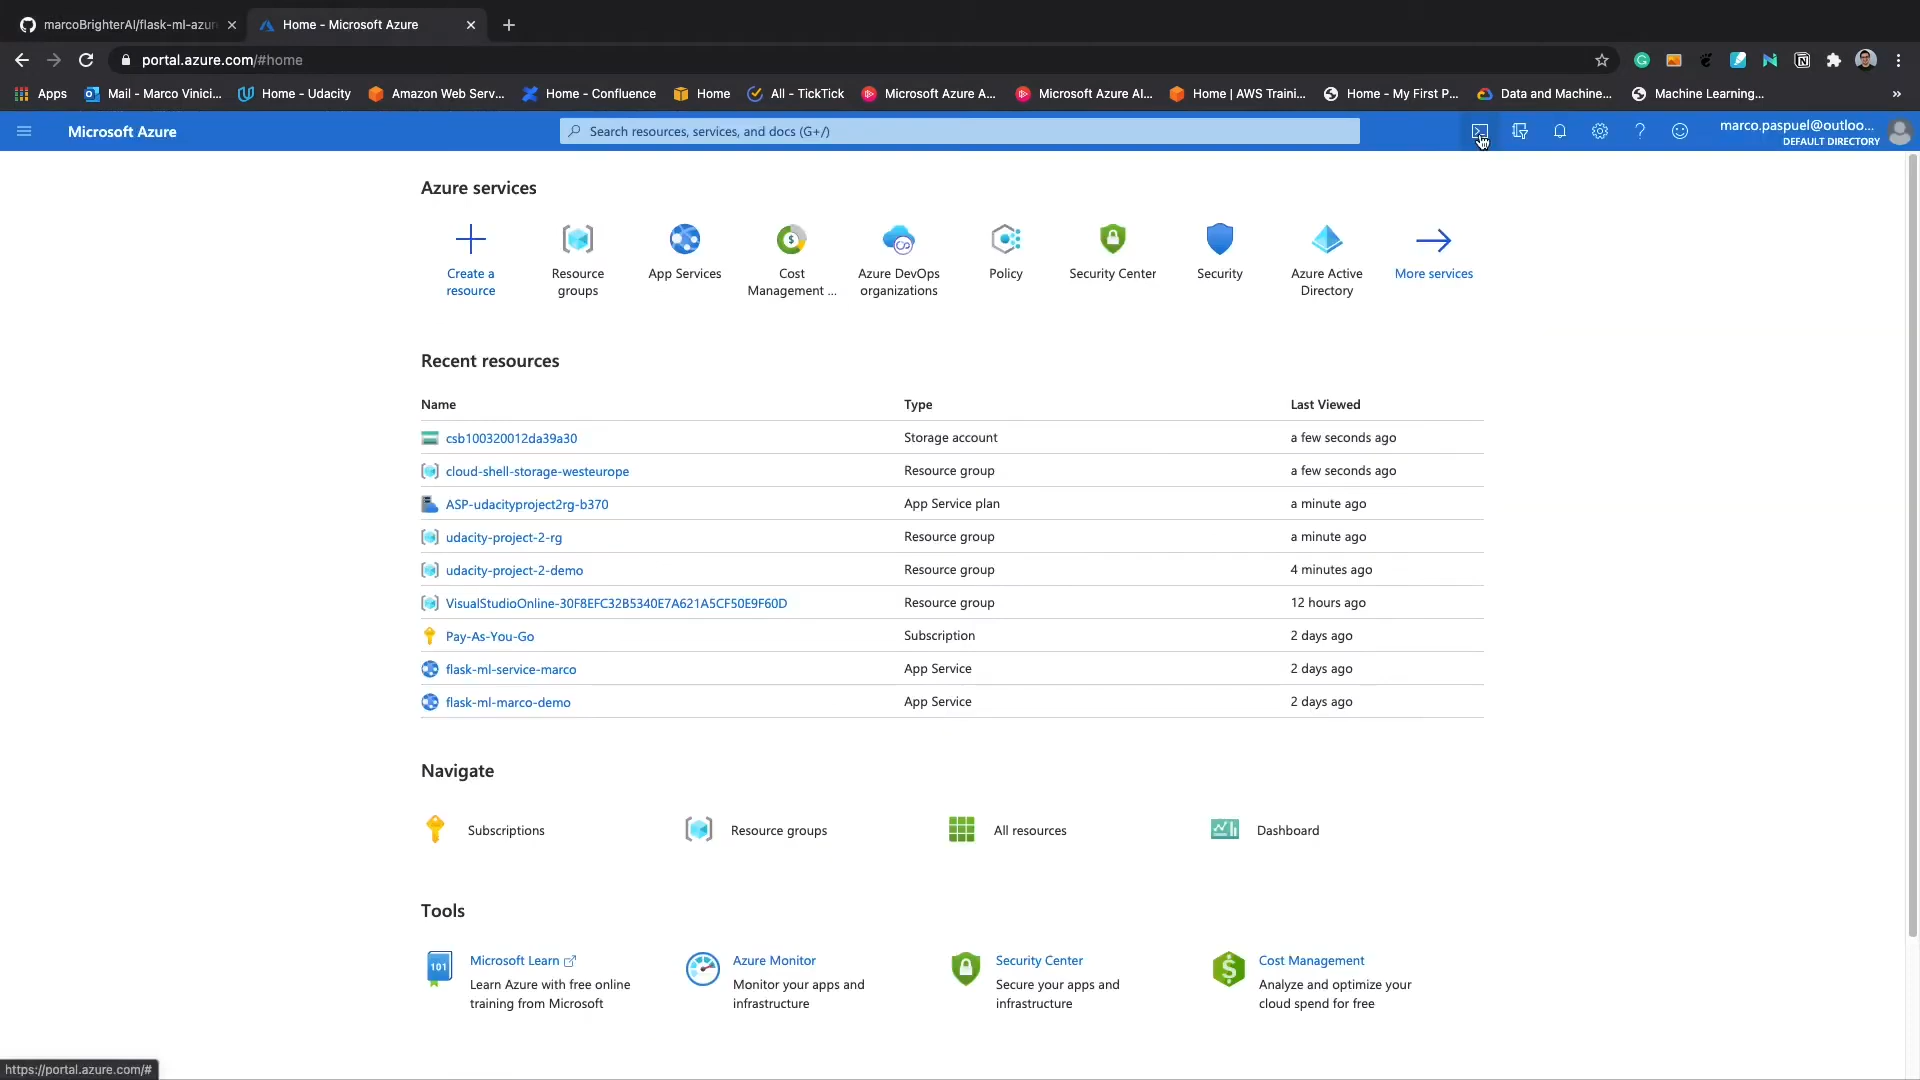 marcoBrighterAI/flask-ml-azur
Home - Microsoft Azure
portal.azure.com/#home
Apps
Mail - Marco Vinici...
Home - Udacity
Amazon Web Serv...
Home - Confluence
Home
All - TickTick
Microsoft Azure A...
Microsoft Azure AI...
Home | AWS Traini...
Home - My First P...
Data and Machine...
Machine Learning...
»
Microsoft Azure
Search resources, services, and docs (G+/)
marco.paspuel@outloo...
DEFAULT DIRECTORY
Azure services
Create a resource
Resource groups
App Services
Cost Management ...
Azure DevOps organizations
Policy
Security Center
Security
Azure Active Directory
More services
Recent resources
Name Type Last Viewed
csb100320012da39a30 Storage account a few seconds ago
cloud-shell-storage-westeurope Resource group a few seconds ago
ASP-udacityproject2rg-b370 App Service plan a minute ago
udacity-project-2-rg Resource group a minute ago
udacity-project-2-demo Resource group 4 minutes ago
VisualStudioOnline-30F8EFC32B5340E7A621A5CF50E9F60D Resource group 12 hours ago
Pay-As-You-Go Subscription 2 days ago
flask-ml-service-marco App Service 2 days ago
flask-ml-marco-demo App Service 2 days ago
Navigate
Subscriptions
Resource groups
All resources
Dashboard
Tools
101
Microsoft Learn
Learn Azure with free online
training from Microsoft
Azure Monitor
Monitor your apps and
infrastructure
Security Center
Secure your apps and
infrastructure
Cost Management
Analyze and optimize your
cloud spend for free
https://portal.azure.com/#